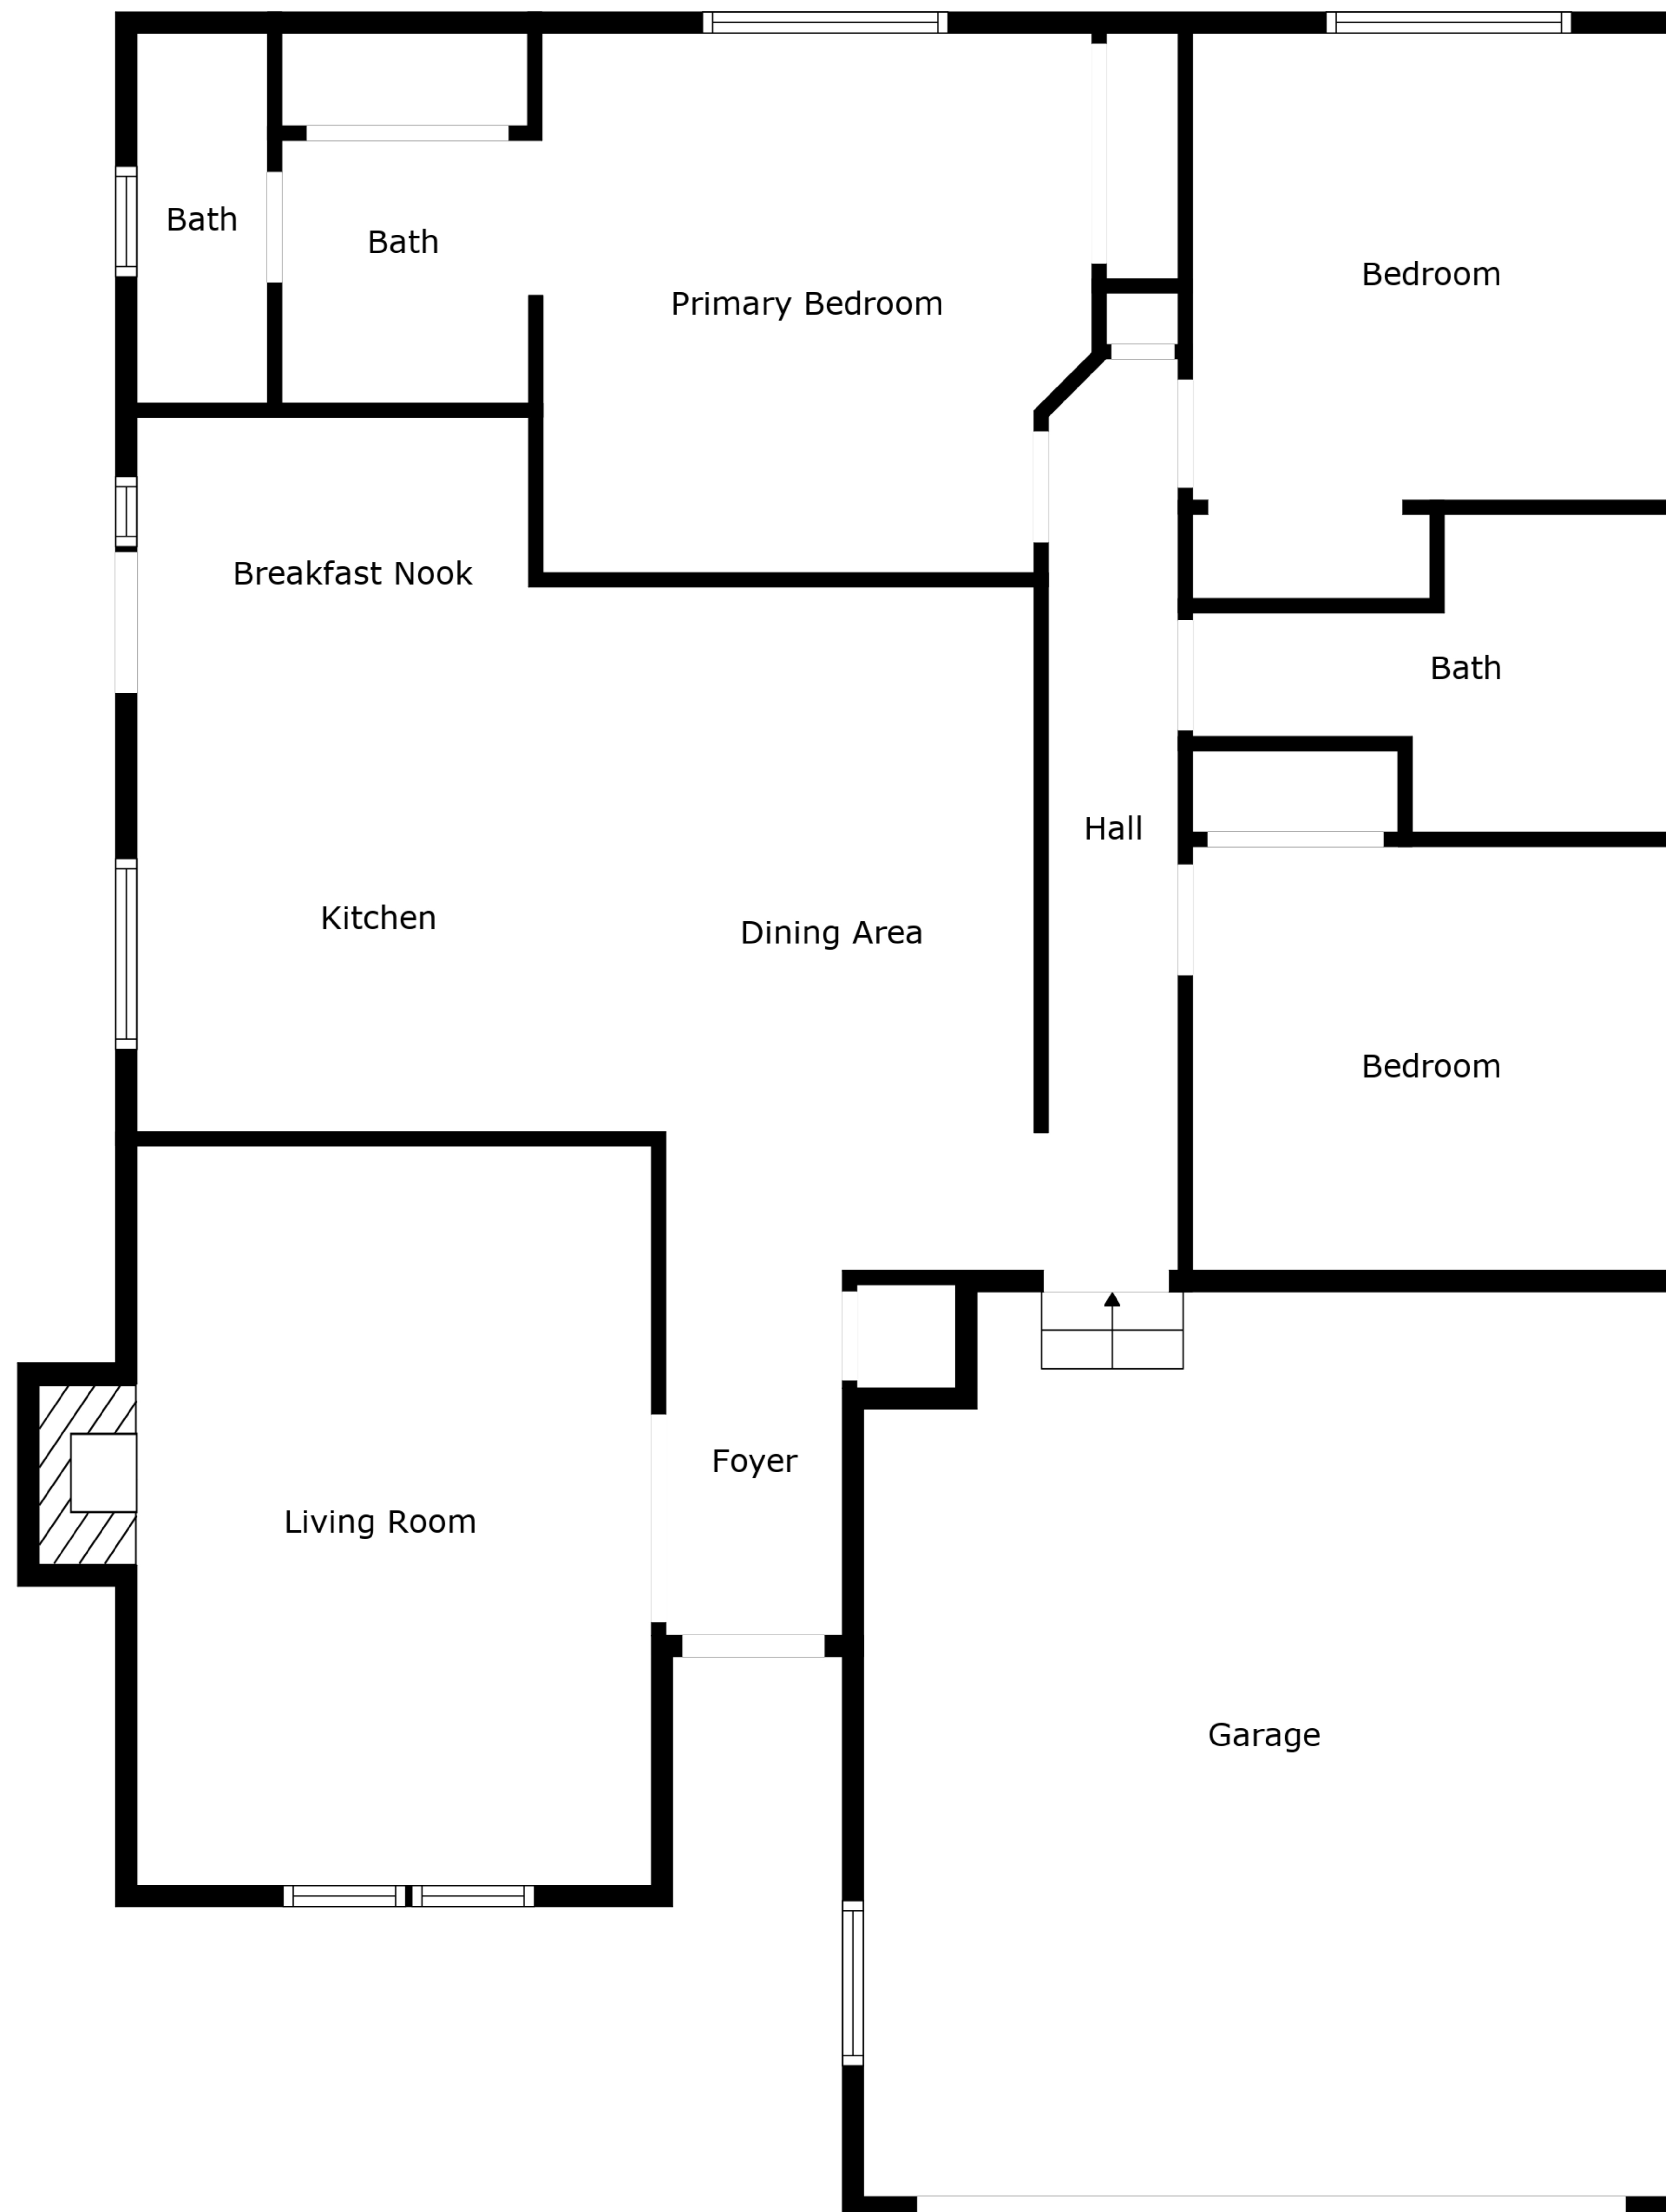 Bath
Bath
Primary Bedroom
Bedroom
Breakfast Nook
Bath
Hall
Kitchen
Dining Area
Bedroom
Foyer
Living Room
Garage